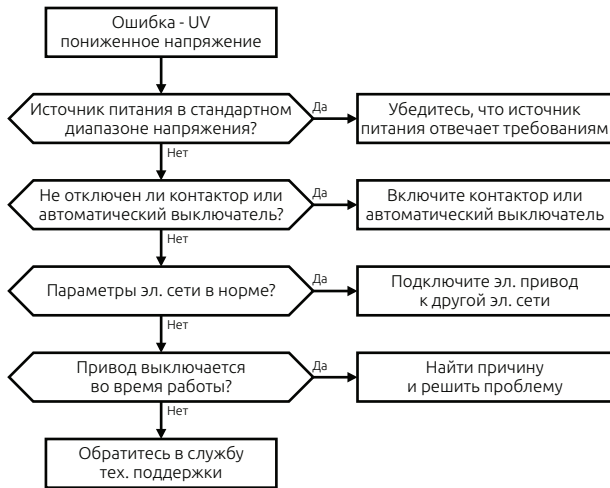 Ошибка - UV
пониженное напряжение
Источник питания в стандартном
диапазоне напряжения?
Да
Убедитесь, что источник
питания отвечает требованиям
Нет
Не отключен ли контактор или
автоматический выключатель?
Да
Включите контактор или
автоматический выключатель
Нет
Параметры эл. сети в норме?
Да
Подключите эл. привод
к другой эл. сети
Нет
Привод выключается
во время работы?
Да
Найти причину
и решить проблему
Нет
Обратитесь в службу
тех. поддержки